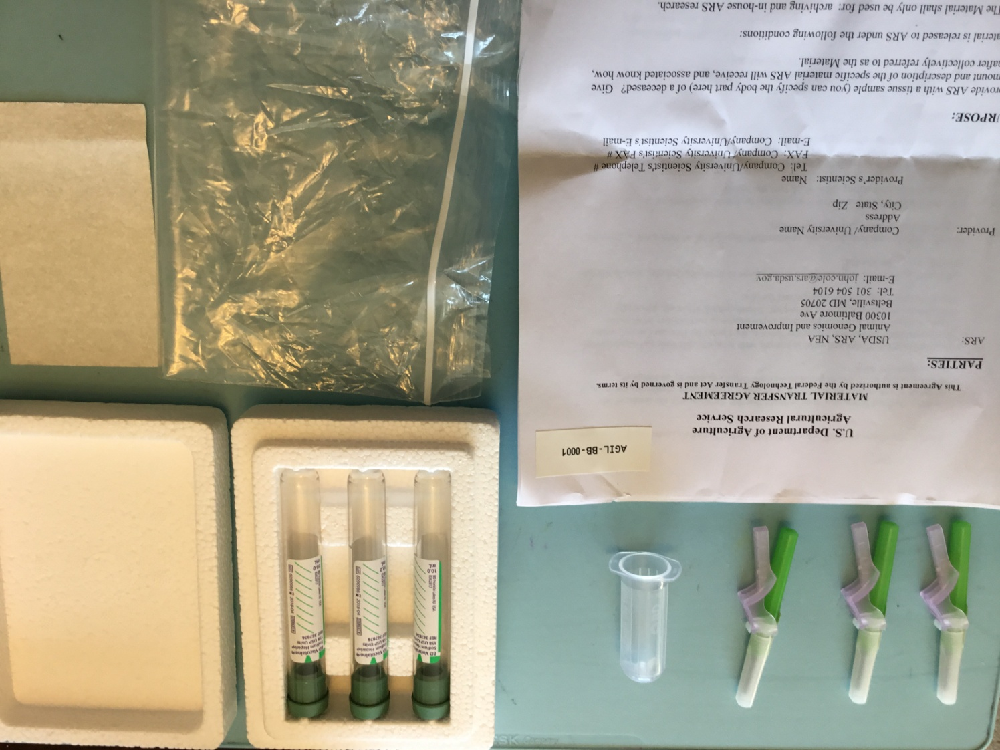 AGIL-BB-0001
U.S. Department of Agriculture
Agricultural Research Service
MATERIAL TRANSFER AGREEMENT
This Agreement is authorized by the Federal Technology Transfer Act and is governed by its terms.
PARTIES:
ARS: USDA, ARS, NEA
Animal Genomics and Improvement
10300 Baltimore Ave
Beltsville, MD 20705
Tel: 301 504 6104
E-mail: john.cole@ars.usda.gov
Provider: Company/ University Name
Address
City, State Zip
Provider's Scientist: Name
Tel: Company/University Scientist's Telephone #
FAX: Company/ University Scientist's FAX #
E-mail: Company/University Scientist's E-mail
RPOSE:
rovide ARS with a tissue sample (you can specify the body part here) of a deceased? Give
mount and description of the specific material ARS will receive, and associated know how,
eafter collectively referred to as the Material.
aterial is released to ARS under the following conditions:
The Material shall only be used for: archiving and in-house ARS research.
BD Vacutainer
Sodium Heparin
158 USP Units
REF 367874
10.0
mL
BD Vacutainer®
Sodium Heparin
158 USP Units
REF 367874
2018-04
10.0
mL
BD Vacutainer®
Sodium Heparin
158 USP Units
REF 367874
2018-04
10.0
mL